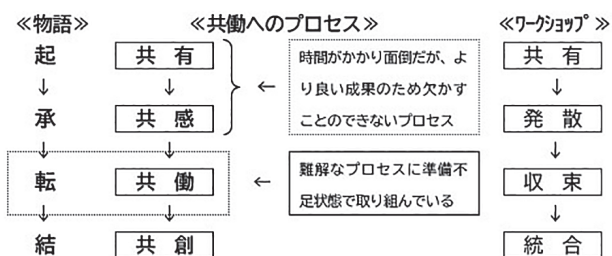 ≪物語≫ ≪共働へのプロセス≫ ≪ﾜｰｸｼｮｯﾌﾟ≫
起 共 有 時間がかかり面倒だが、よ 共 有
↓ ↓ ← り良い成果のため欠かす ↓
承 共 感 ことのできないプロセス 発 散
↓ ↓ ↓
転 共 働 ← 難解なプロセスに準備不 収 束
↓ ↓ 足状態で取り組んでいる ↓
結 共 創 統 合